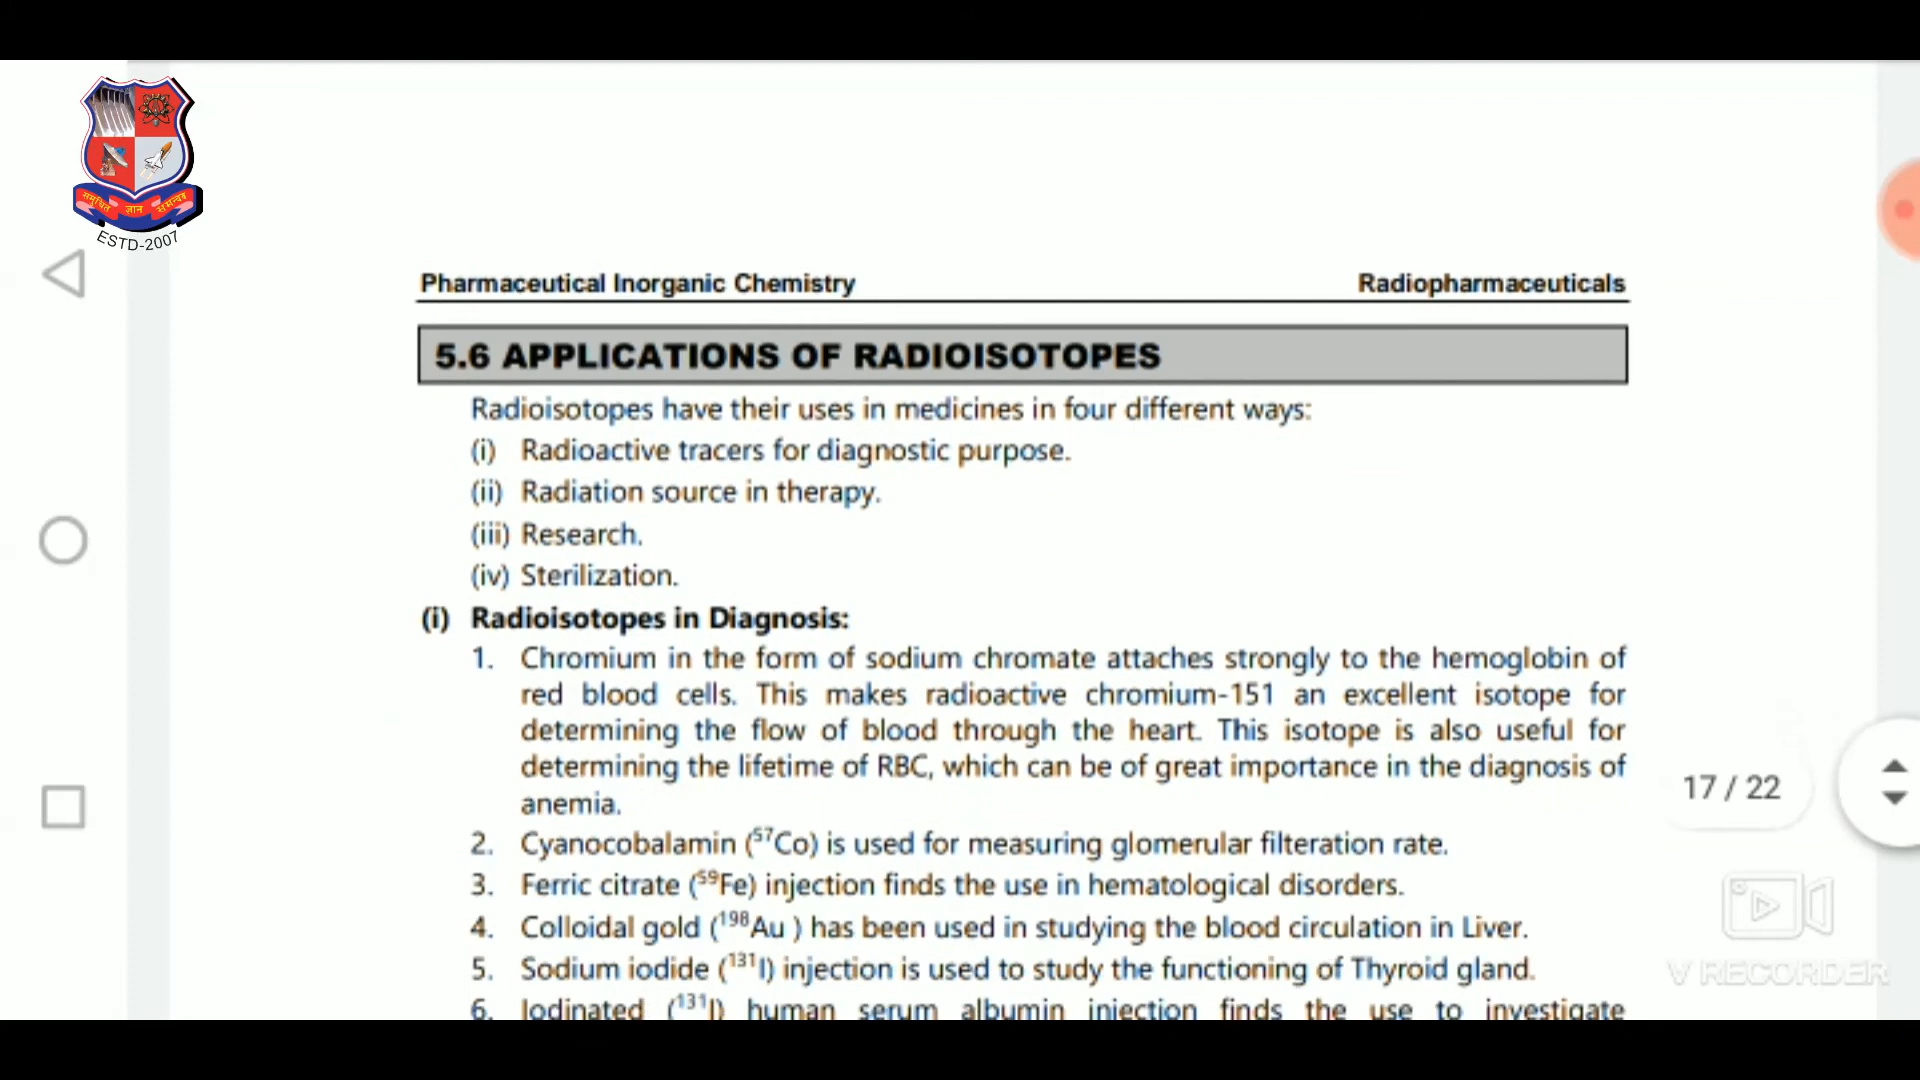 समुचित ज्ञान समन्वय
ESTD-2007
Pharmaceutical Inorganic Chemistry Radiopharmaceuticals
5.6 APPLICATIONS OF RADIOISOTOPES
Radioisotopes have their uses in medicines in four different ways:
(i) Radioactive tracers for diagnostic purpose.
(ii) Radiation source in therapy.
(iii) Research.
(iv) Sterilization.
(i) Radioisotopes in Diagnosis:
1. Chromium in the form of sodium chromate attaches strongly to the hemoglobin of
red blood cells. This makes radioactive chromium-151 an excellent isotope for
determining the flow of blood through the heart. This isotope is also useful for
determining the lifetime of RBC, which can be of great importance in the diagnosis of
anemia.
2. Cyanocobalamin (⁵⁷Co) is used for measuring glomerular filteration rate.
3. Ferric citrate (⁵⁹Fe) injection finds the use in hematological disorders.
4. Colloidal gold (¹⁹⁸Au ) has been used in studying the blood circulation in Liver.
5. Sodium iodide (¹³¹I) injection is used to study the functioning of Thyroid gland.
6. Iodinated (¹³¹I) human serum albumin injection finds the use to investigate
17 / 22
V RECORDER